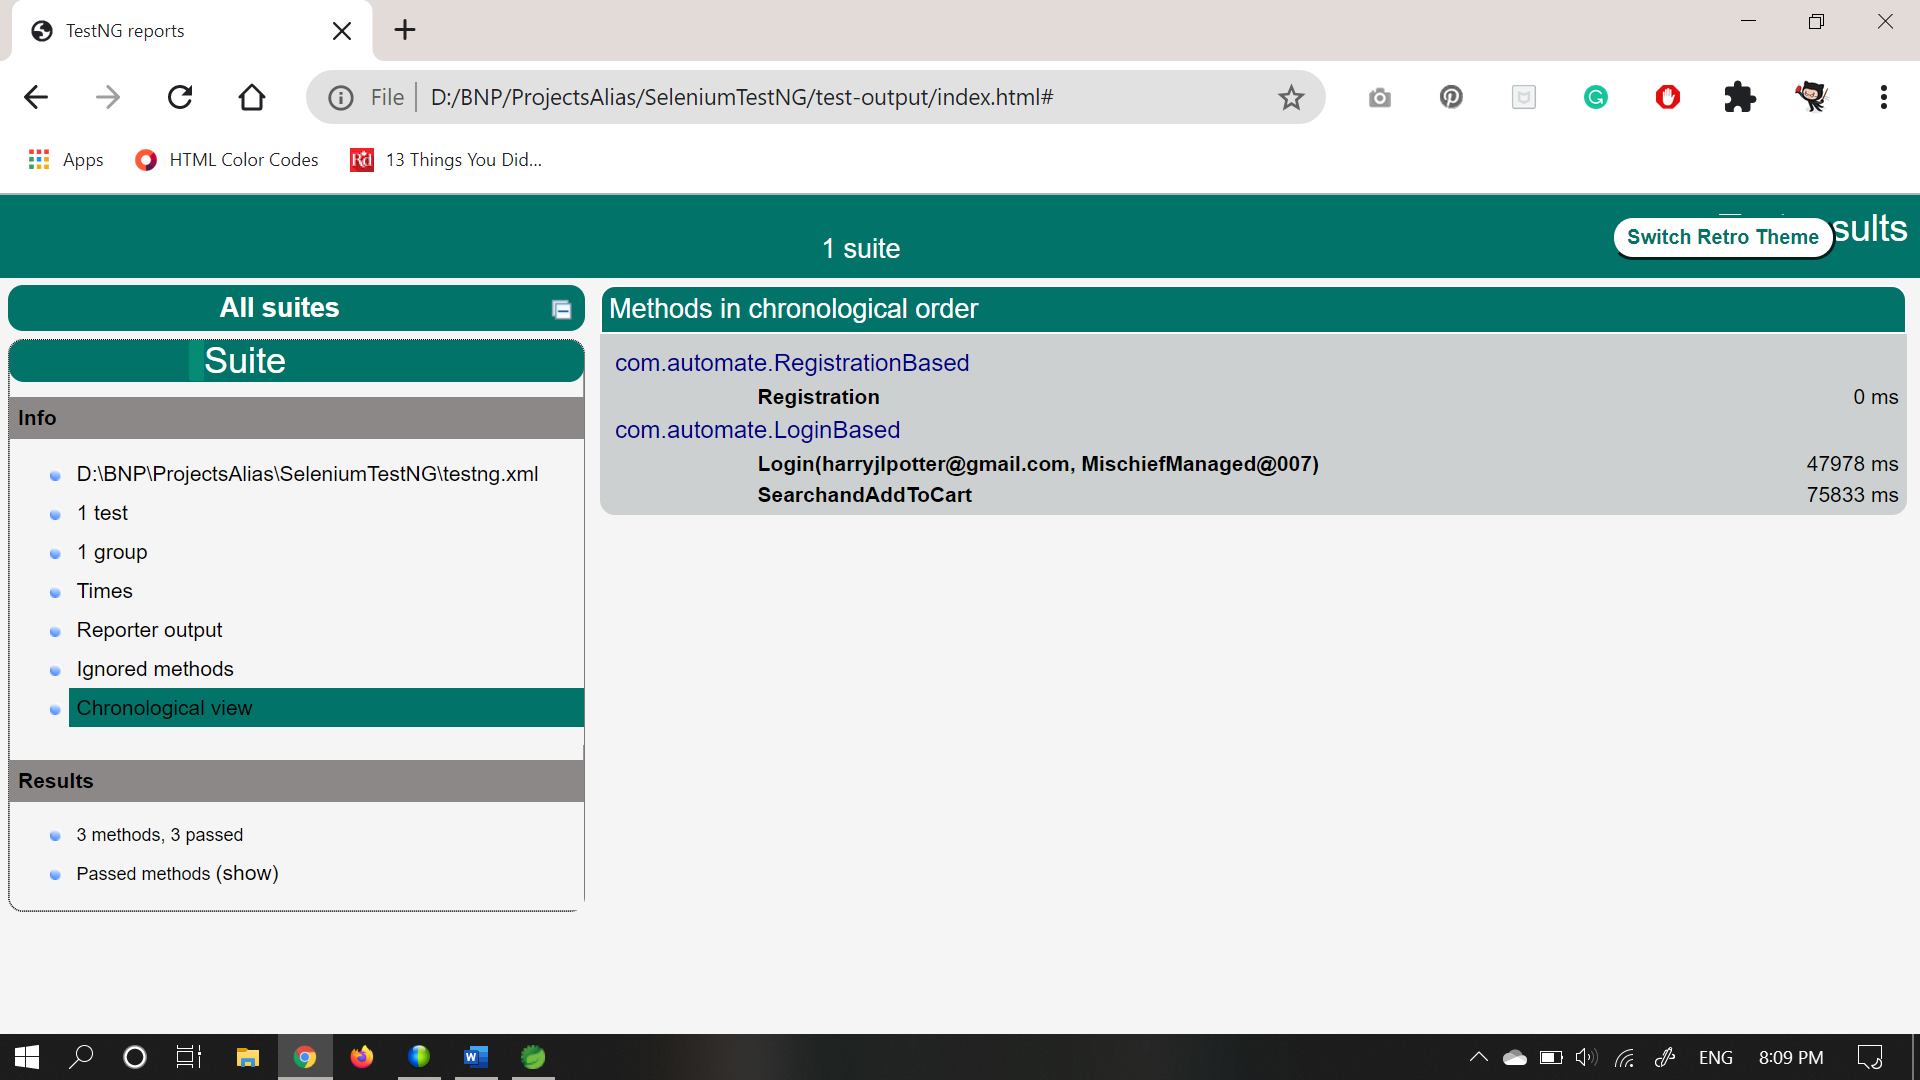 TestNG reports
File
D:/BNP/ProjectsAlias/SeleniumTestNG/test-output/index.html#
Apps
HTML Color Codes
Rd
13 Things You Did...
1 suite
Switch Retro Theme
sults
All suites
Suite
Info
D:\BNP\ProjectsAlias\SeleniumTestNG\testng.xml
1 test
1 group
Times
Reporter output
Ignored methods
Chronological view
Results
3 methods, 3 passed
Passed methods (show)
Methods in chronological order
com.automate.RegistrationBased
Registration 0 ms
com.automate.LoginBased
Login(harryjlpotter@gmail.com, MischiefManaged@007) 47978 ms
SearchandAddToCart 75833 ms
ENG
8:09 PM